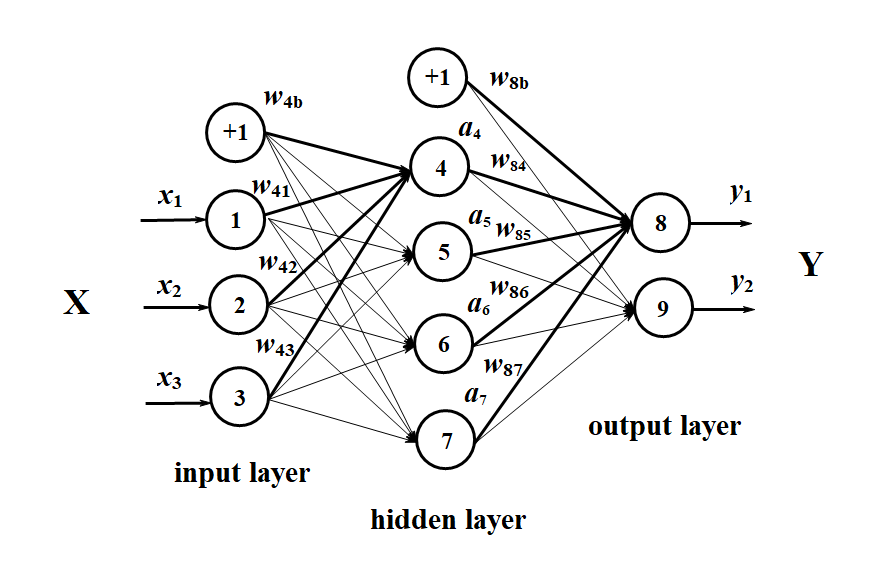 +1
w8b
w4b
+1
a4
4
w84
x1
w41
1
a5
w85
5
8
y1
X
x2
w42
2
w86
a6
6
9
y2
Y
x3
w43
3
w87
a7
7
output layer
input layer
hidden layer